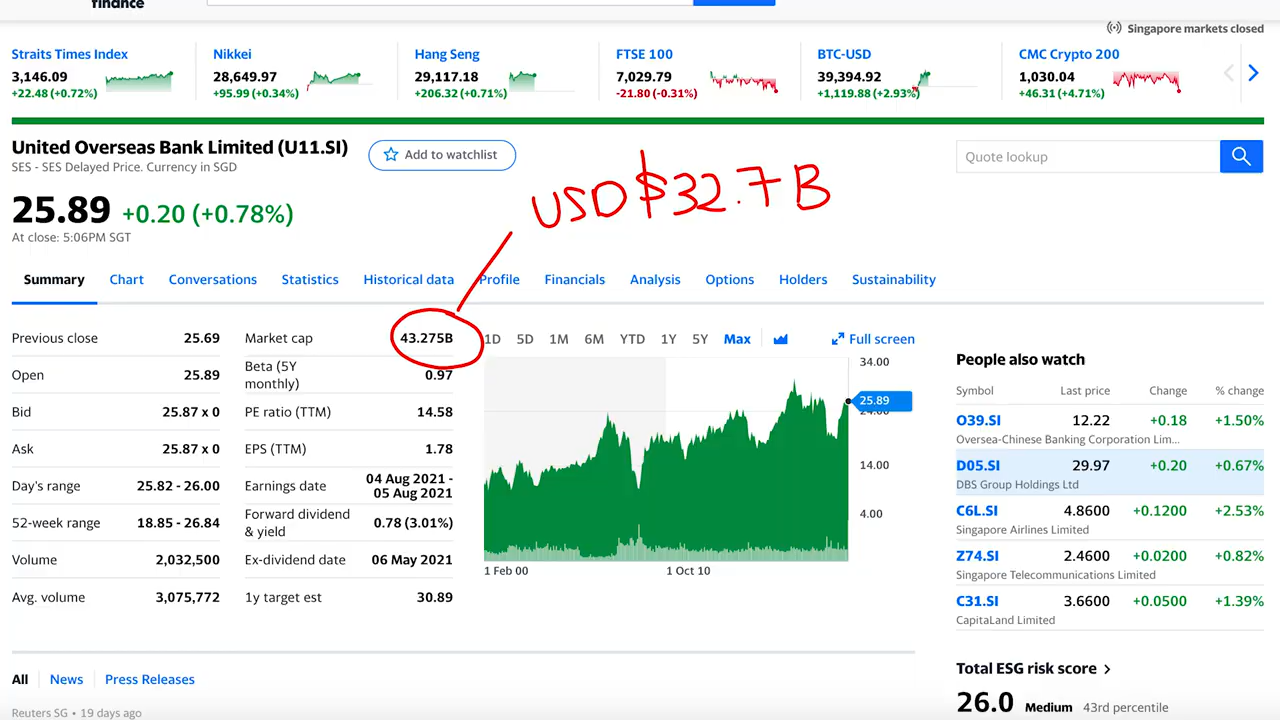 finance
Singapore markets closed
Straits Times Index
3,146.09
+22.48 (+0.72%)
Nikkei
28,649.97
+95.99 (+0.34%)
Hang Seng
29,117.18
+206.32 (+0.71%)
FTSE 100
7,029.79
-21.80 (-0.31%)
BTC-USD
39,394.92
+1,119.88 (+2.93%)
CMC Crypto 200
1,030.04
+46.31 (+4.71%)
United Overseas Bank Limited (U11.SI)
SES - SES Delayed Price. Currency in SGD
Add to watchlist
Quote lookup
25.89 +0.20 (+0.78%)
At close: 5:06PM SGT
USD $32.7 B
Summary Chart Conversations Statistics Historical data Profile Financials Analysis Options Holders Sustainability
Previous close 25.69
Open 25.89
Bid 25.87 x 0
Ask 25.87 x 0
Day's range 25.82 - 26.00
52-week range 18.85 - 26.84
Volume 2,032,500
Avg. volume 3,075,772
Market cap 43.275B
Beta (5Y
monthly) 0.97
PE ratio (TTM) 14.58
EPS (TTM) 1.78
Earnings date 04 Aug 2021 -
05 Aug 2021
Forward dividend
& yield 0.78 (3.01%)
Ex-dividend date 06 May 2021
1y target est 30.89
1D 5D 1M 6M YTD 1Y 5Y Max Full screen
34.00
25.89
24.00
14.00
4.00
1 Feb 00 1 Oct 10
People also watch
Symbol Last price Change % change
O39.SI 12.22 +0.18 +1.50%
Oversea-Chinese Banking Corporation Lim...
D05.SI 29.97 +0.20 +0.67%
DBS Group Holdings Ltd
C6L.SI 4.8600 +0.1200 +2.53%
Singapore Airlines Limited
Z74.SI 2.4600 +0.0200 +0.82%
Singapore Telecommunications Limited
C31.SI 3.6600 +0.0500 +1.39%
CapitaLand Limited
Total ESG risk score
26.0 Medium 43rd percentile
All News Press Releases
Reuters SG • 19 days ago